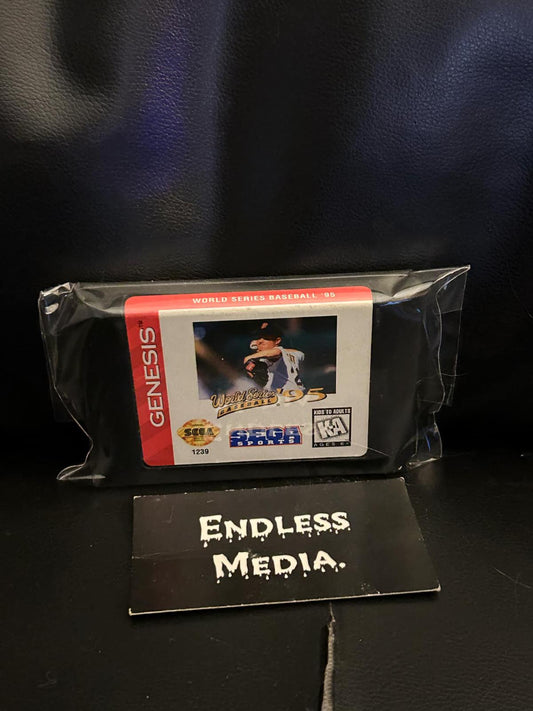 WORLD SERIES BASEBALL '95
GENESIS™
World Series '95
BASEBALL
SEGA
1239
SEGA
SPORTS
KIDS TO ADULTS
K-A
AGES 6+
ENDLESS
MEDIA.